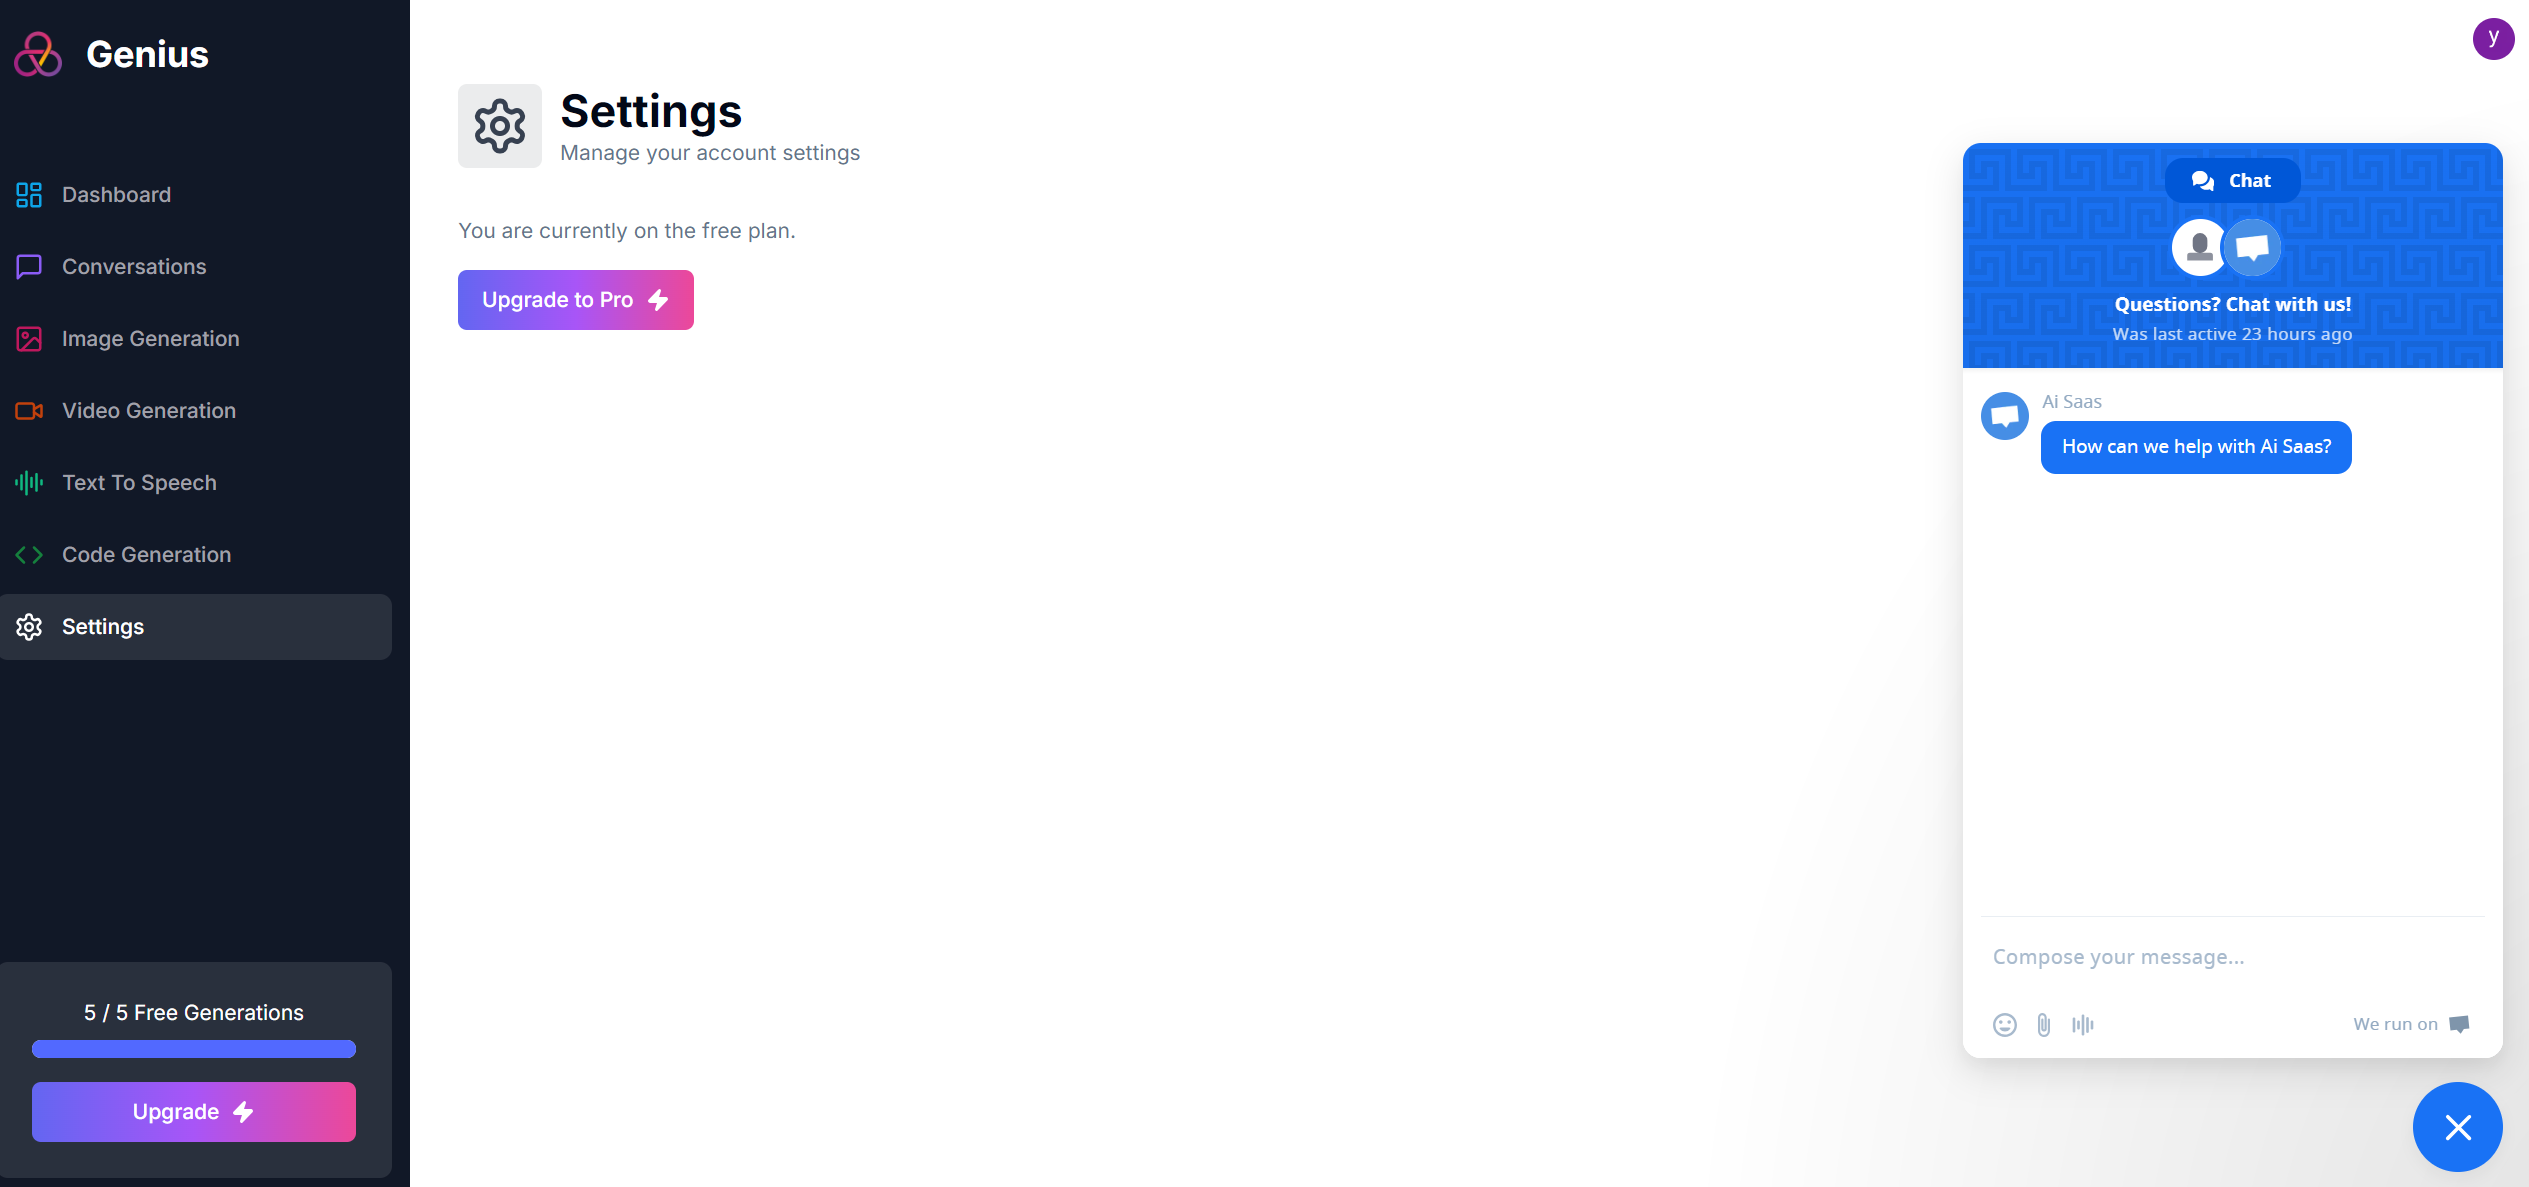 Genius
Dashboard
Conversations
Image Generation
Video Generation
Text To Speech
Code Generation
Settings
5 / 5 Free Generations
Upgrade
Settings
Manage your account settings
You are currently on the free plan.
Upgrade to Pro
y
Chat
Questions? Chat with us!
Was last active 23 hours ago
Ai Saas
How can we help with Ai Saas?
Compose your message...
We run on